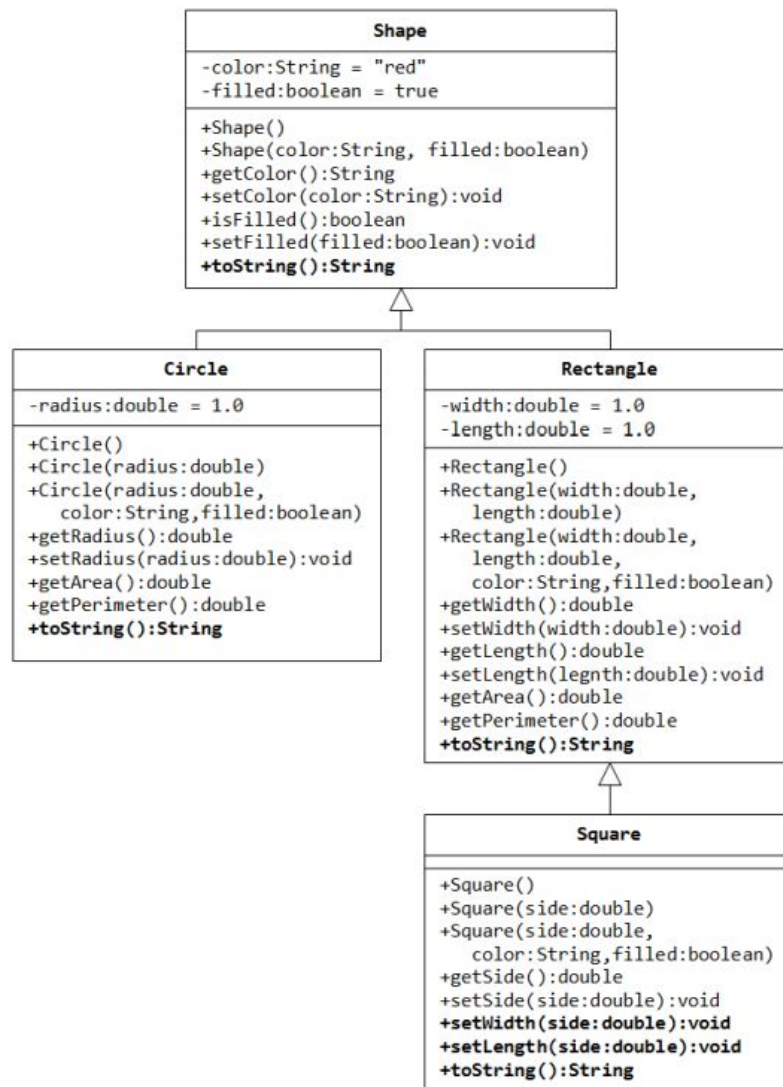 Shape
-color:String = "red"
-filled:boolean = true
+Shape()
+Shape(color:String, filled:boolean)
+getColor():String
+setColor(color:String):void
+isFilled():boolean
+setFilled(filled:boolean):void
+toString():String
Circle
-radius:double = 1.0
+Circle()
+Circle(radius:double)
+Circle(radius:double,
color:String,filled:boolean)
+getRadius():double
+setRadius(radius:double):void
+getArea():double
+getPerimeter():double
+toString():String
Rectangle
-width:double = 1.0
-length:double = 1.0
+Rectangle()
+Rectangle(width:double,
length:double)
+Rectangle(width:double,
length:double,
color:String,filled:boolean)
+getWidth():double
+setWidth(width:double):void
+getLength():double
+setLength(legnth:double):void
+getArea():double
+getPerimeter():double
+toString():String
Square
+Square()
+Square(side:double)
+Square(side:double,
color:String,filled:boolean)
+getSide():double
+setSide(side:double):void
+setWidth(side:double):void
+setLength(side:double):void
+toString():String